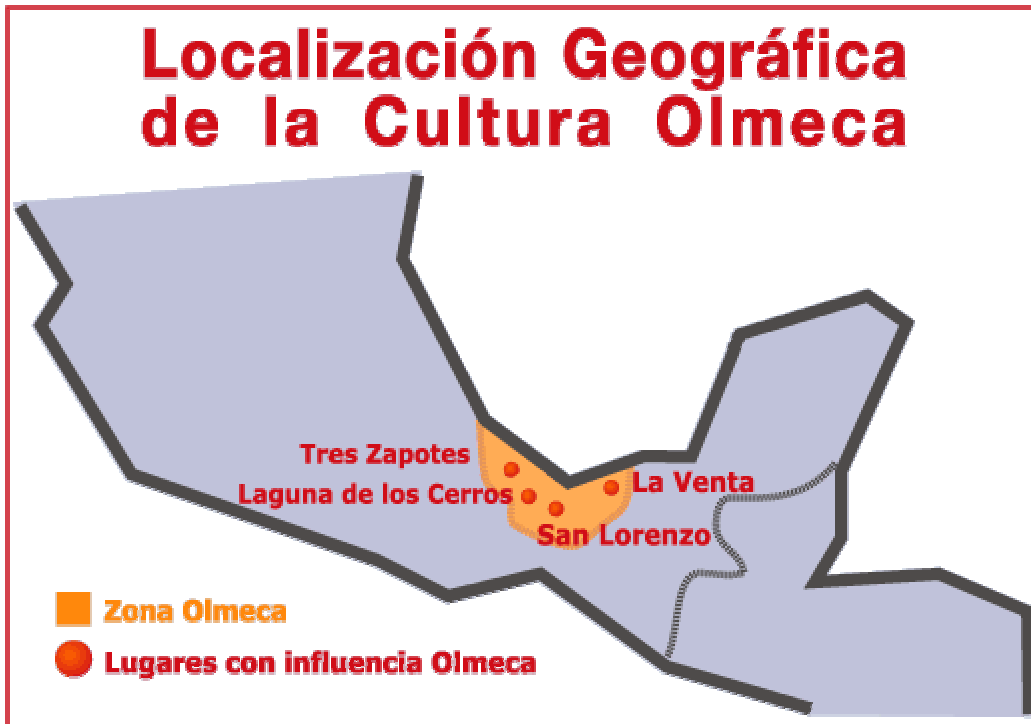 Localización Geográfica
de la Cultura Olmeca
Tres Zapotes
Laguna de los Cerros
La Venta
San Lorenzo
Zona Olmeca
Lugares con influencia Olmeca